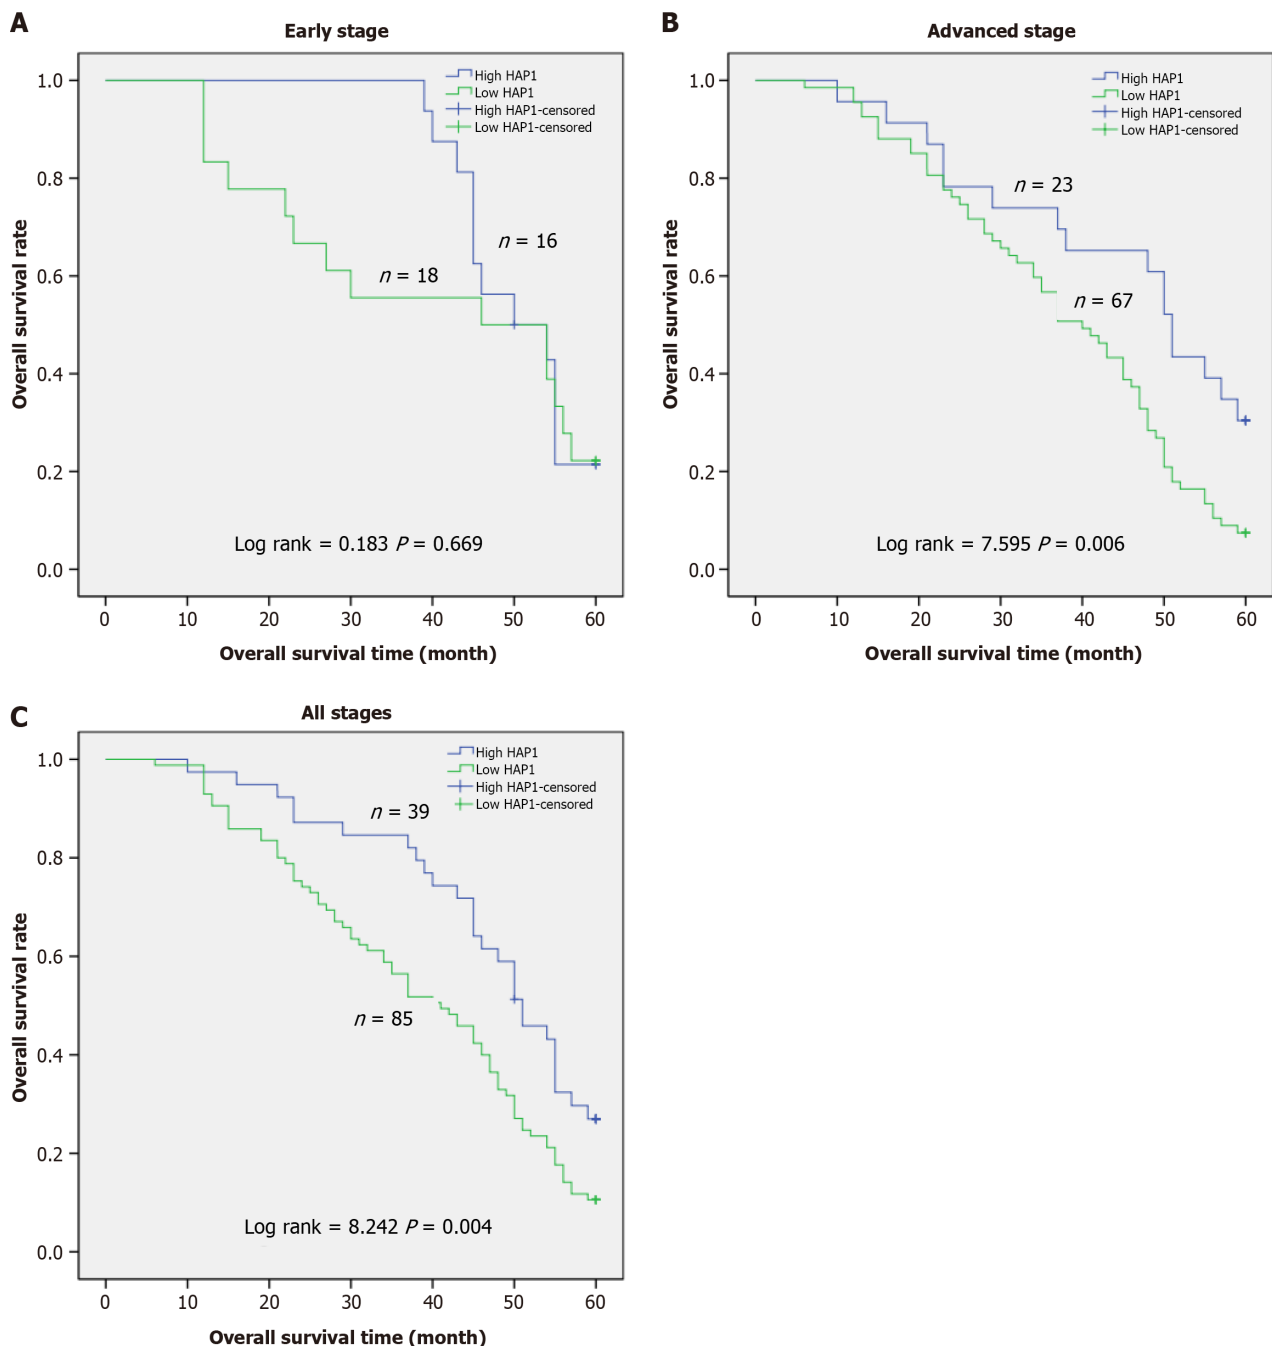 A
Early stage
High HAP1
Low HAP1
High HAP1-censored
Low HAP1-censored
n = 16
n = 18
Log rank = 0.183 P = 0.669
Overall survival rate
1.0
0.8
0.6
0.4
0.2
0.0
0 10 20 30 40 50 60
Overall survival time (month)
B
Advanced stage
High HAP1
Low HAP1
High HAP1-censored
Low HAP1-censored
n = 23
n = 67
Log rank = 7.595 P = 0.006
Overall survival rate
1.0
0.8
0.6
0.4
0.2
0.0
0 10 20 30 40 50 60
Overall survival time (month)
C
All stages
High HAP1
Low HAP1
High HAP1-censored
Low HAP1-censored
n = 39
n = 85
Log rank = 8.242 P = 0.004
Overall survival rate
1.0
0.8
0.6
0.4
0.2
0.0
0 10 20 30 40 50 60
Overall survival time (month)